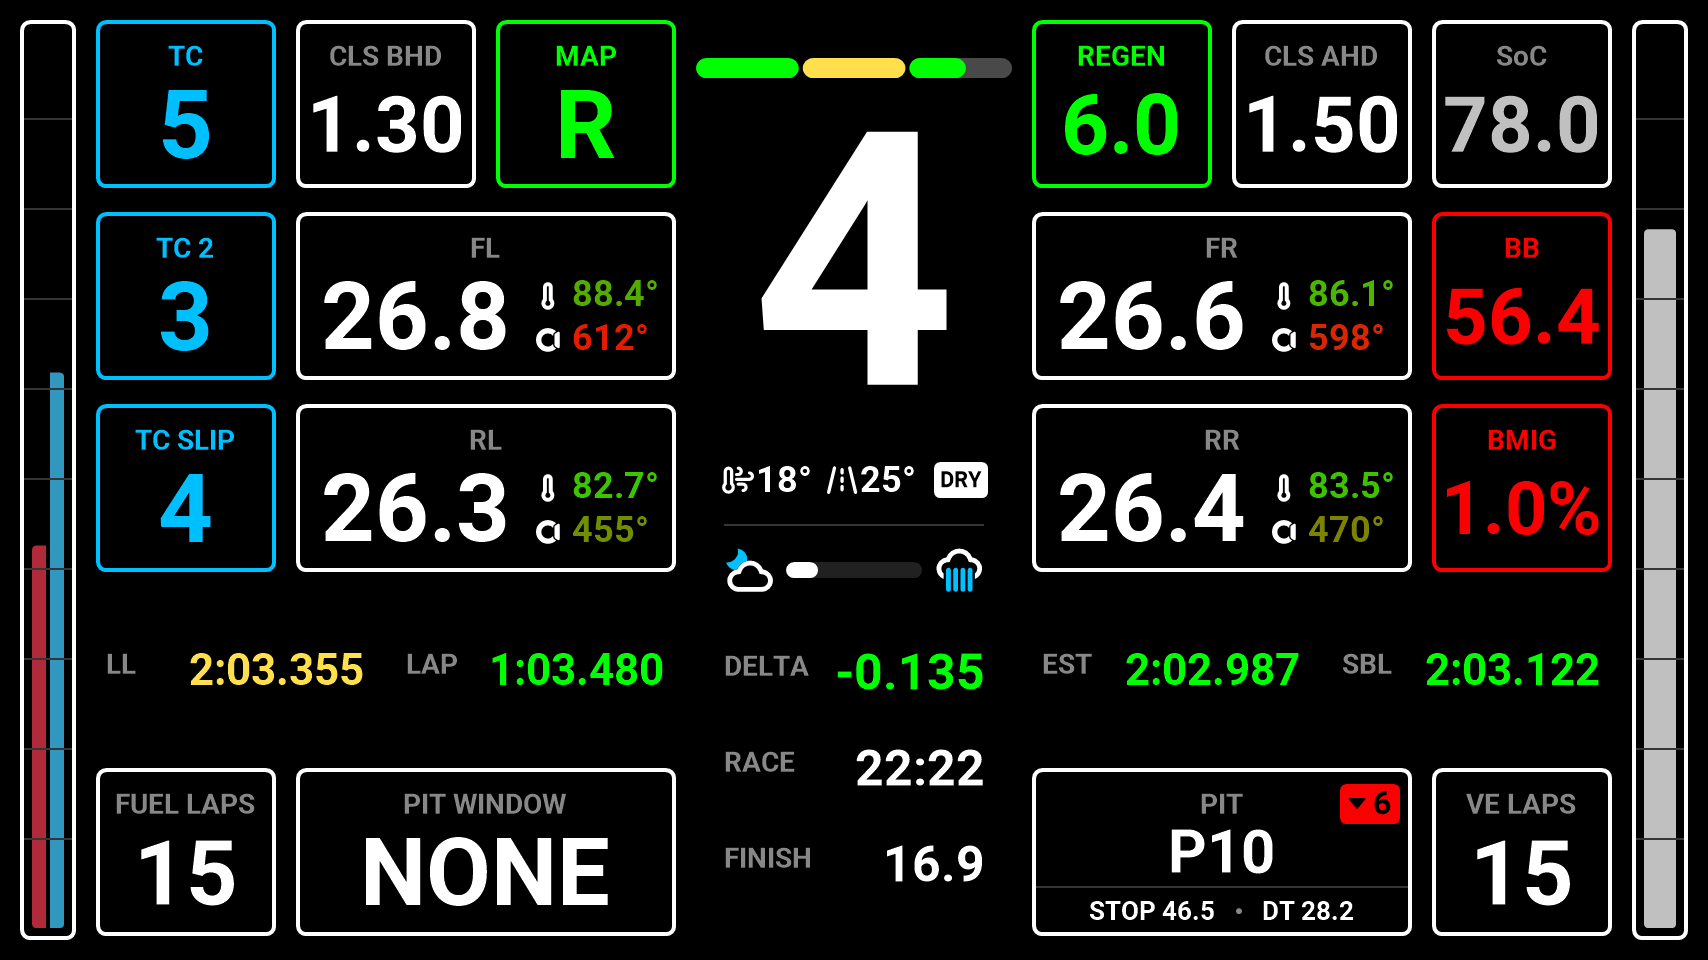 TC
5
CLS BHD
1.30
MAP
R
REGEN
6.0
CLS AHD
1.50
SoC
78.0
4
TC 2
3
FL
26.8
88.4°
612°
FR
26.6
86.1°
598°
BB
56.4
TC SLIP
4
RL
26.3
82.7°
455°
18° 25° DRY
RR
26.4
83.5°
470°
BMIG
1.0%
LL 2:03.355
LAP 1:03.480
DELTA -0.135
EST 2:02.987
SBL 2:03.122
RACE 22:22
FINISH 16.9
FUEL LAPS
15
PIT WINDOW
NONE
PIT
6
P10
STOP 46.5 • DT 28.2
VE LAPS
15